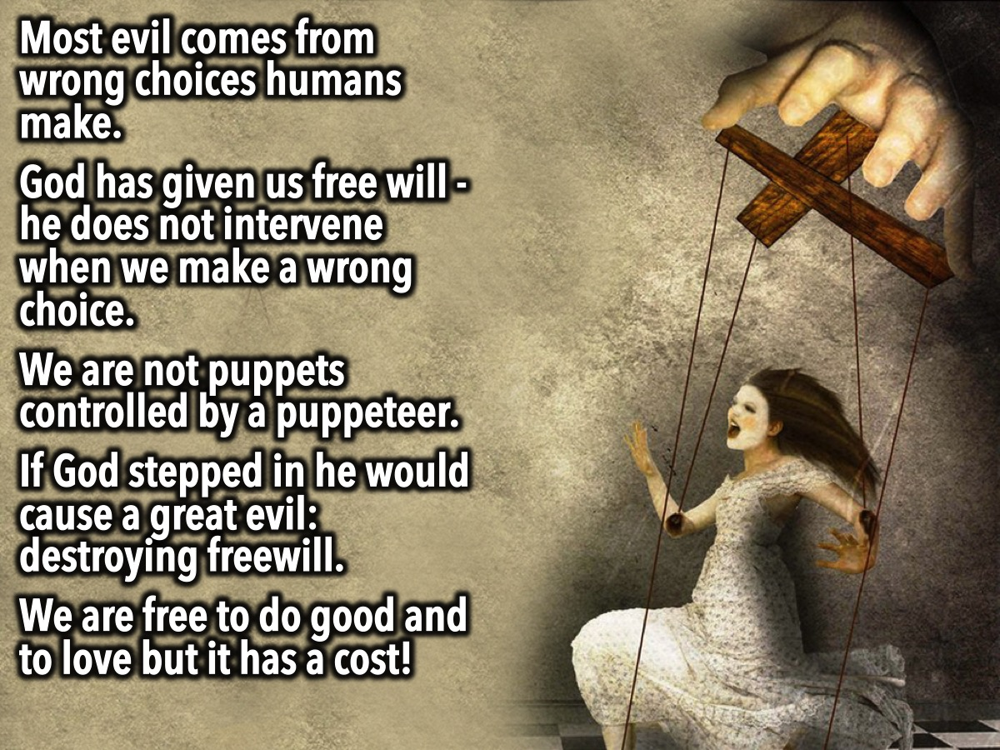 Most evil comes from
wrong choices humans
make.
God has given us free will -
he does not intervene
when we make a wrong
choice.
We are not puppets
controlled by a puppeteer.
If God stepped in he would
cause a great evil:
destroying freewill.
We are free to do good and
to love but it has a cost!